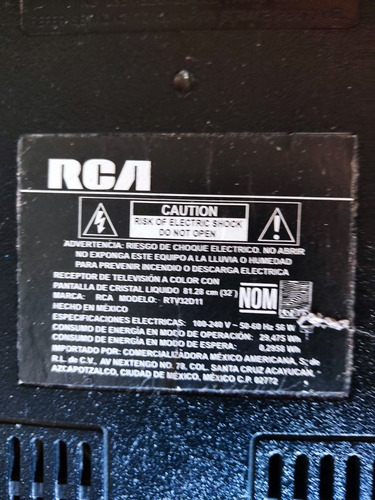 RCA
CAUTION
RISK OF ELECTRIC SHOCK
DO NOT OPEN
ADVERTENCIA: RIESGO DE CHOQUE ELECTRICO. NO ABRIR
NO EXPONGA ESTE EQUIPO A LA LLUVIA O HUMEDAD
PARA PREVENIR INCENDIO O DESCARGA ELECTRICA
RECEPTOR DE TELEVISIÓN A COLOR CON
PANTALLA DE CRISTAL LIQUIDO 81.28 cm (32")
MARCA: RCA MODELO: RTV32D11
HECHO EN MÉXICO
NOM
ESPECIFICACIONES ELECTRICAS: 100-240 V~ 50-60 Hz 56 W
CONSUMO DE ENERGÍA EN MODO DE OPERACIÓN: 29,475 Wh
CONSUMO DE ENERGÍA EN MODO DE ESPERA: 0,2958 Wh
IMPORTADO POR: COMERCIALIZADORA MÉXICO AMERICANA S. de
R.L. de C.V. AV NEXTENGO No. 78, COL. SANTA CRUZ ACAYUCAN,
AZCAPOTZALCO, CIUDAD DE MÉXICO, MÉXICO C.P. 02772